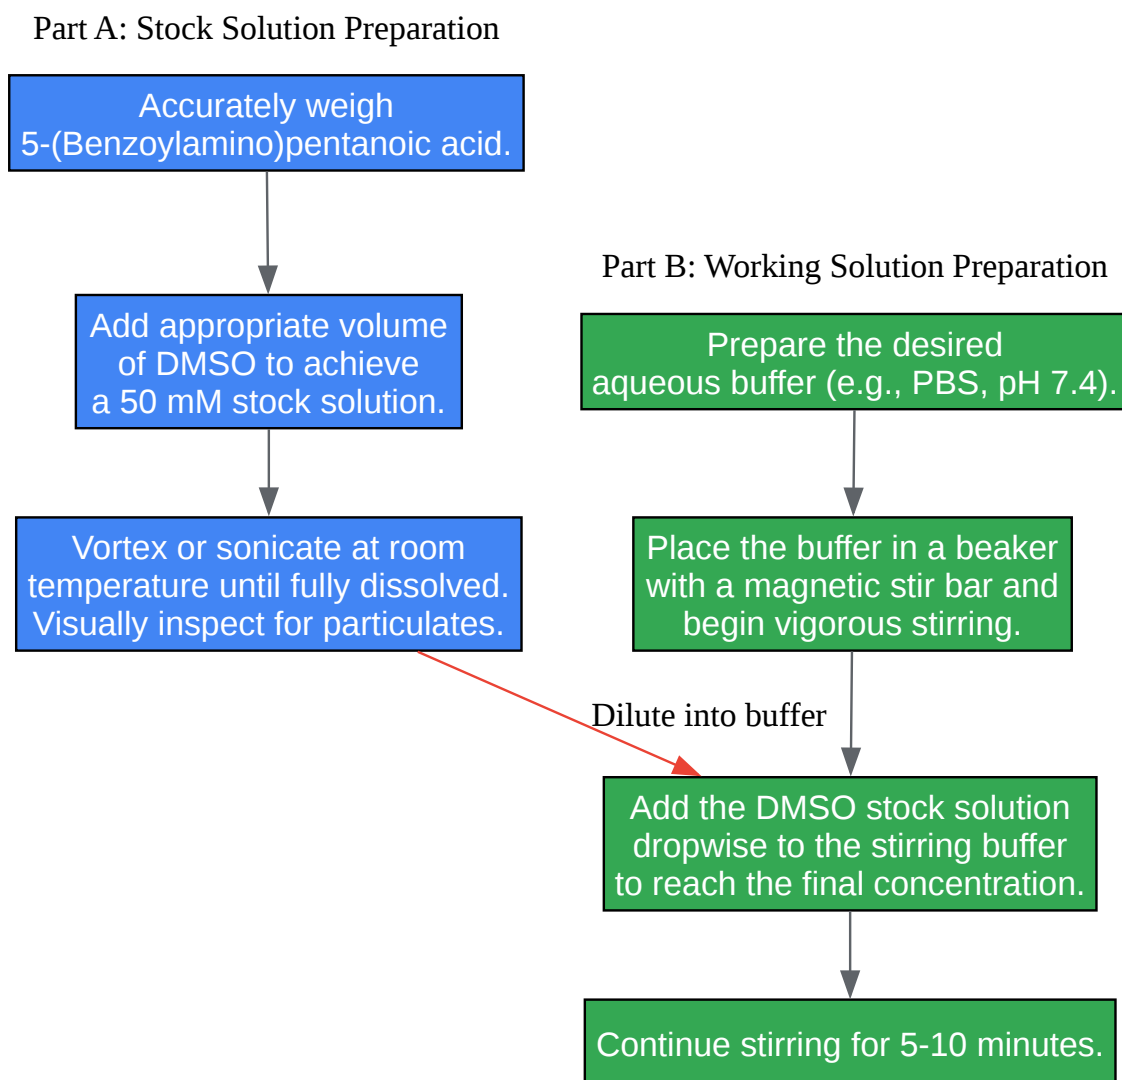 Part A: Stock Solution Preparation
Accurately weigh
5-(Benzoylamino)pentanoic acid.
Add appropriate volume
of DMSO to achieve
a 50 mM stock solution.
Vortex or sonicate at room
temperature until fully dissolved.
Visually inspect for particulates.
Part B: Working Solution Preparation
Prepare the desired
aqueous buffer (e.g., PBS, pH 7.4).
Place the buffer in a beaker
with a magnetic stir bar and
begin vigorous stirring.
Dilute into buffer
Add the DMSO stock solution
dropwise to the stirring buffer
to reach the final concentration.
Continue stirring for 5-10 minutes.